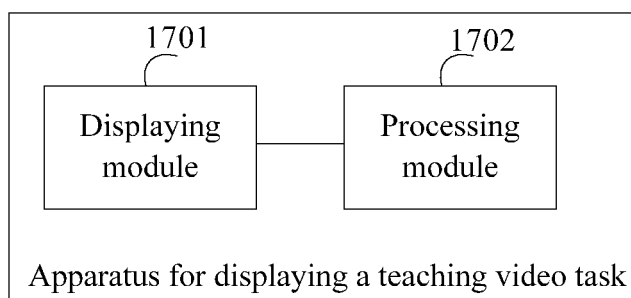 1701
1702
Displaying
module
Processing
module
Apparatus for displaying a teaching video task